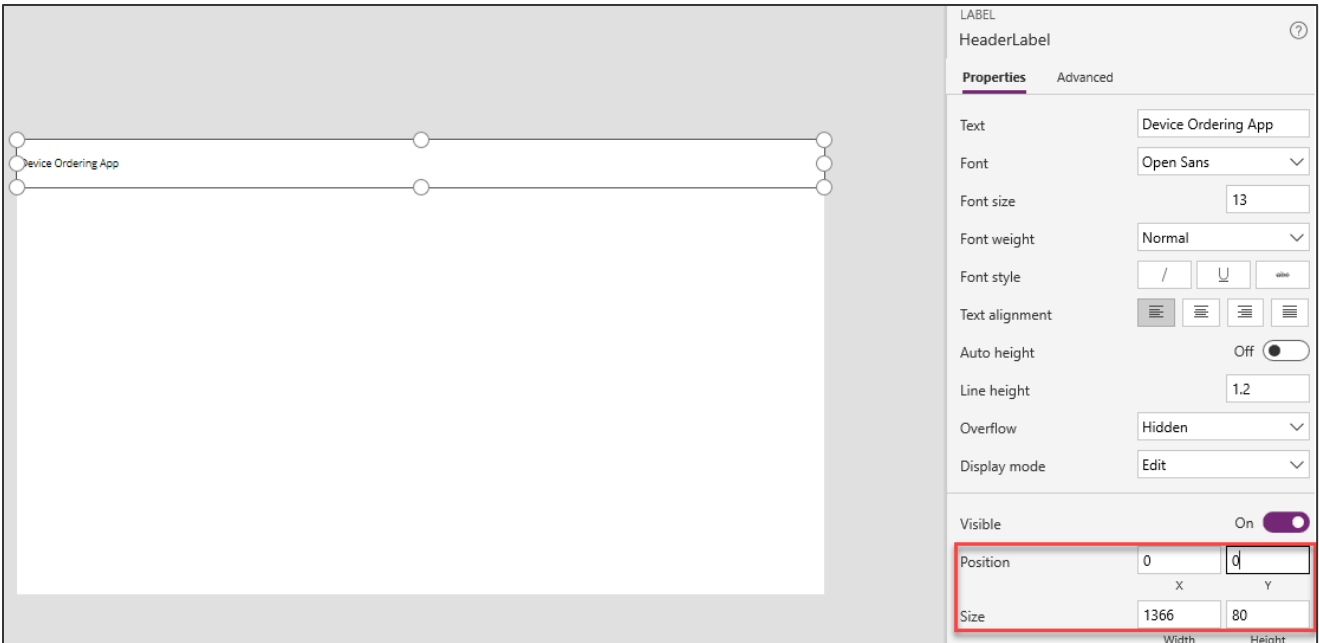 LABEL
HeaderLabel
Properties Advanced
Device Ordering App
Text Device Ordering App
Font Open Sans
Font size 13
Font weight Normal
Font style / U abc
Text alignment
Auto height Off
Line height 1.2
Overflow Hidden
Display mode Edit
Visible On
Position 0 0
X Y
Size 1366 80
Width Height